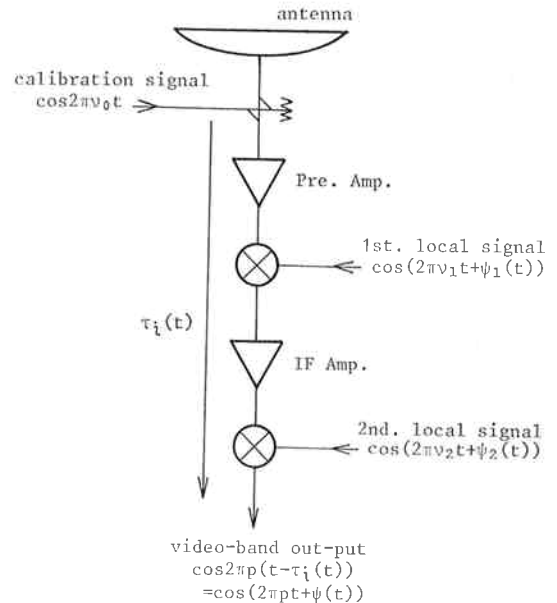 antenna
calibration signal
cos2πν₀t
Pre. Amp.
1st. local signal
cos(2πν₁t+ψ₁(t))
τᵢ(t)
IF Amp.
2nd. local signal
cos(2πν₂t+ψ₂(t))
video-band out-put
cos2πp(t-τᵢ(t))
=cos(2πpt+ψ(t))